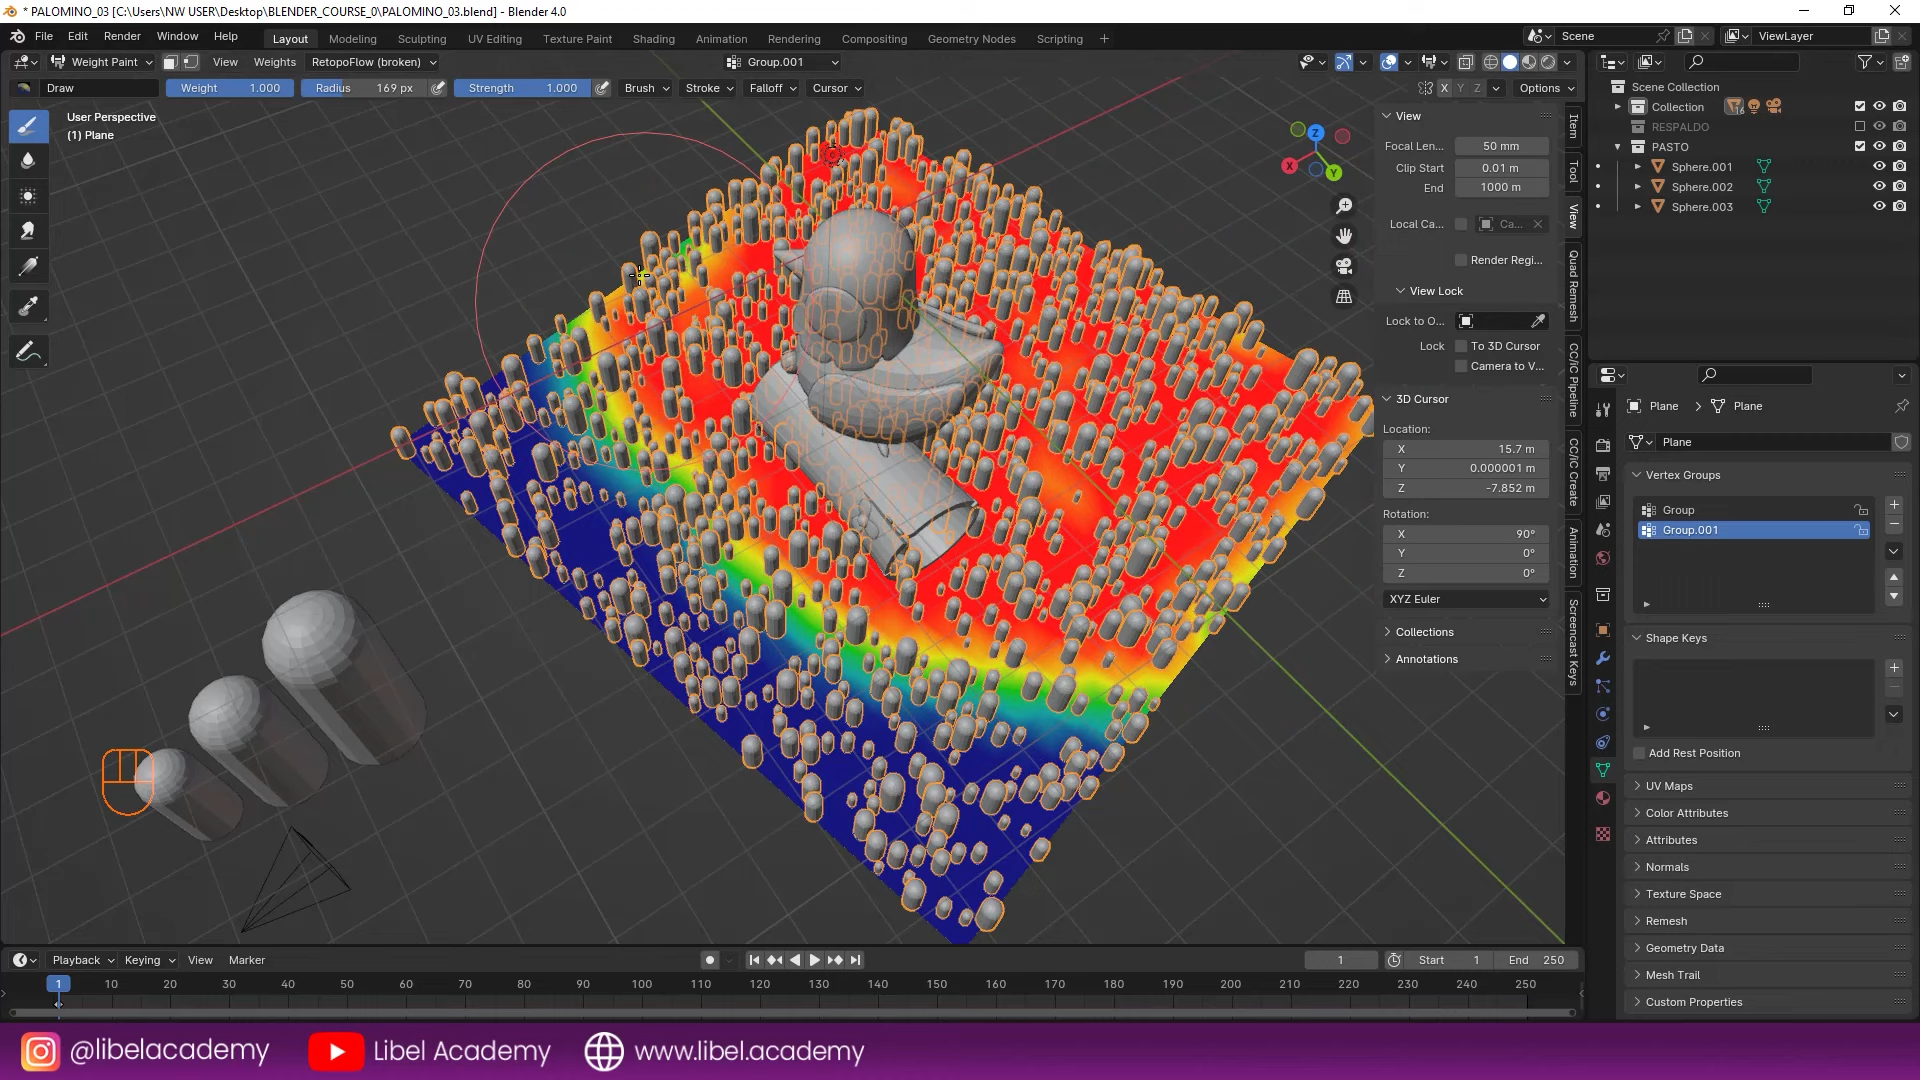 * PALOMINO_03 [C:\Users\NW USER\Desktop\BLENDER_COURSE_0\PALOMINO_03.blend] - Blender 4.0
File Edit Render Window Help Layout Modeling Sculpting UV Editing Texture Paint Shading Animation Rendering Compositing Geometry Nodes Scripting + Scene ViewLayer
Weight Paint View Weights RetopoFlow (broken) Group.001
Draw Weight 1.000 Radius 169 px Strength 1.000 Brush Stroke Falloff Cursor X Y Z Options
User Perspective
(1) Plane
X
Y
Z
View
Focal Len... 50 mm
Clip Start 0.01 m
End 1000 m
Local Ca... Ca...
Render Regi...
View Lock
Lock to O...
Lock To 3D Cursor
Camera to V...
3D Cursor
Location:
X 15.7 m
Y 0.000001 m
Z -7.852 m
Rotation:
X 90°
Y 0°
Z 0°
XYZ Euler
Collections
Annotations
Item
Tool
View
Quad Remesh
CC/iC Pipeline
CC/iC Create
Animation
Screencast Keys
Scene Collection
Collection 16
RESPALDO
PASTO
Sphere.001
Sphere.002
Sphere.003
Plane > Plane
Plane
Vertex Groups
Group
Group.001
Shape Keys
Add Rest Position
UV Maps
Color Attributes
Attributes
Normals
Texture Space
Remesh
Geometry Data
Mesh Trail
Custom Properties
Playback Keying View Marker 1 Start 1 End 250
1 10 20 30 40 50 60 70 80 90 100 110 120 130 140 150 160 170 180 190 200 210 220 230 240 250
@libelacademy Libel Academy www.libel.academy